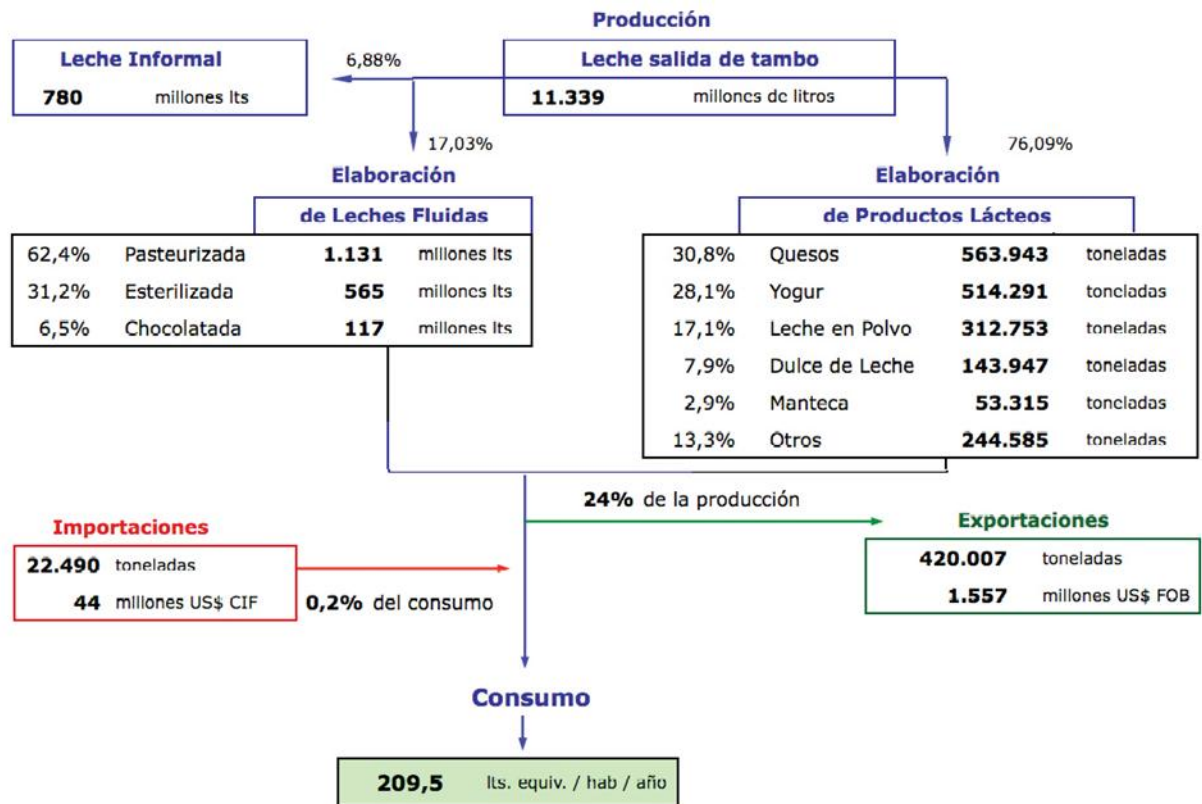 Producción
Leche Informal
6,88%
Leche salida de tambo
780 millones lts
11.339 millones de litros
17,03%
76,09%
Elaboración
de Leches Fluidas
62,4% Pasteurizada 1.131 millones lts
31,2% Esterilizada 565 millones lts
6,5% Chocolatada 117 millones lts
Elaboración
de Productos Lácteos
30,8% Quesos 563.943 toneladas
28,1% Yogur 514.291 toneladas
17,1% Leche en Polvo 312.753 toneladas
7,9% Dulce de Leche 143.947 toneladas
2,9% Manteca 53.315 toneladas
13,3% Otros 244.585 toneladas
24% de la producción
Importaciones
22.490 toneladas
44 millones US$ CIF
0,2% del consumo
Exportaciones
420.007 toneladas
1.557 millones US$ FOB
Consumo
209,5 lts. equiv. / hab / año